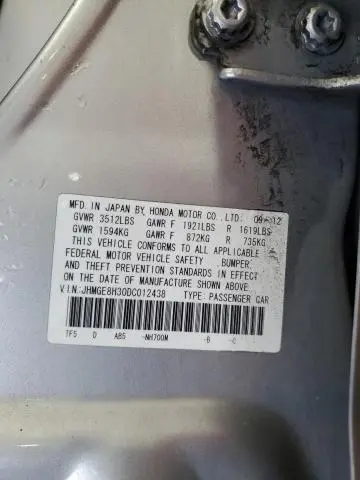 MFD. IN JAPAN BY HONDA MOTOR CO., LTD. 09/12
GVWR 3512LBS GAWR F 1921LBS R 1619LBS
GVWR 1594KG GAWR F 872KG R 735KG
THIS VEHICLE CONFORMS TO ALL APPLICABLE
FEDERAL MOTOR VEHICLE SAFETY, BUMPER,
AND THEFT PREVENTION STANDARDS IN EFFECT
ON THE DATE OF MANUFACTURE SHOWN ABOVE.
V.I.N.:JHMGE8H30DC012438 TYPE: PASSENGER CAR
TF5 D AB5 -NH700M -B -C